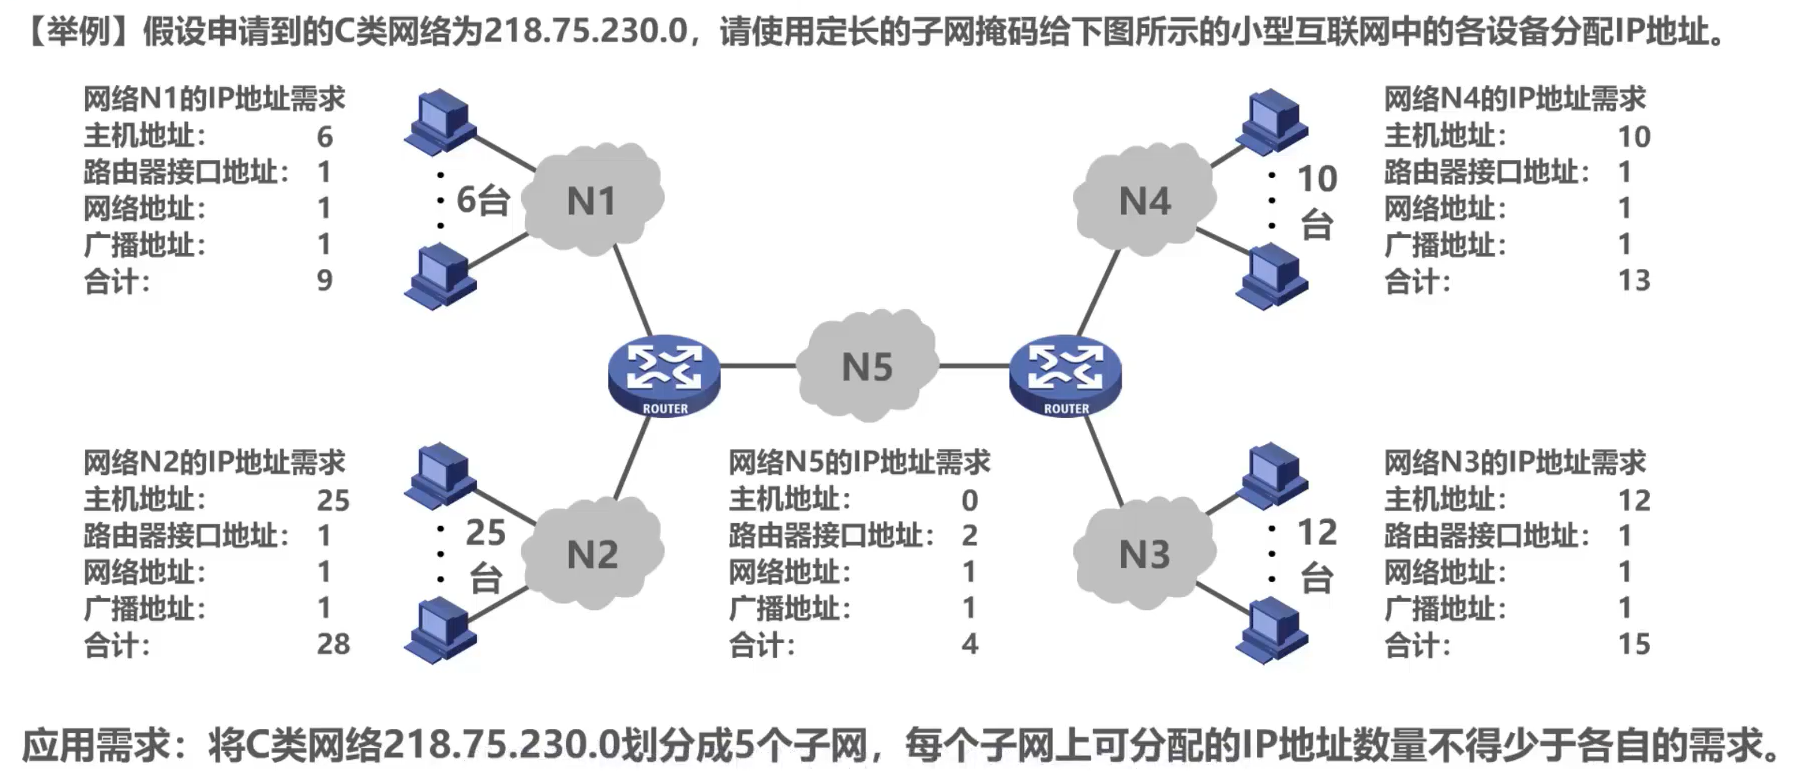 【举例】假设申请到的C类网络为218.75.230.0，请使用定长的子网掩码给下图所示的小型互联网中的各设备分配IP地址。
网络N1的IP地址需求
主机地址： 6
路由器接口地址： 1
网络地址： 1
广播地址： 1
合计： 9
6台
N1
N4
10
台
网络N4的IP地址需求
主机地址： 10
路由器接口地址： 1
网络地址： 1
广播地址： 1
合计： 13
ROUTER
N5
ROUTER
网络N2的IP地址需求
主机地址： 25
路由器接口地址： 1
网络地址： 1
广播地址： 1
合计： 28
25
台
N2
网络N5的IP地址需求
主机地址： 0
路由器接口地址： 2
网络地址： 1
广播地址： 1
合计： 4
N3
12
台
网络N3的IP地址需求
主机地址： 12
路由器接口地址： 1
网络地址： 1
广播地址： 1
合计： 15
应用需求：将C类网络218.75.230.0划分成5个子网，每个子网上可分配的IP地址数量不得少于各自的需求。